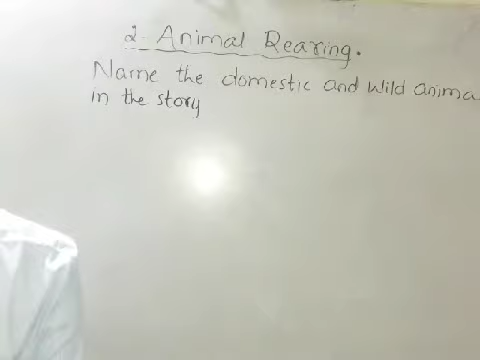 2. Animal Rearing.
Name the domestic and wild anima
in the story